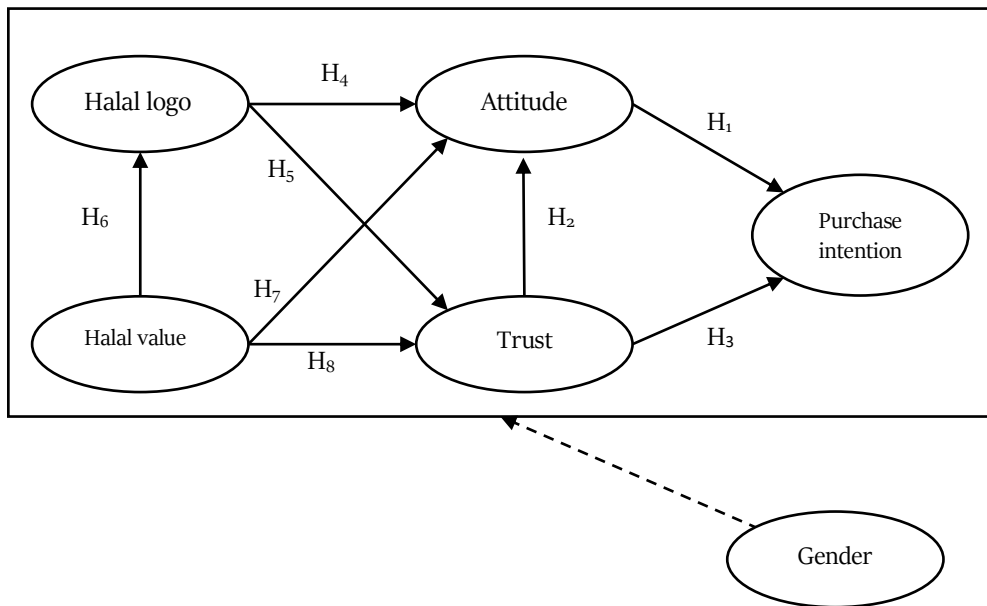 H₄
Halal logo
Attitude
H₁
H₅
H₆
H₂
Purchase
intention
H₇
Halal value
Trust
H₈
H₃
Gender